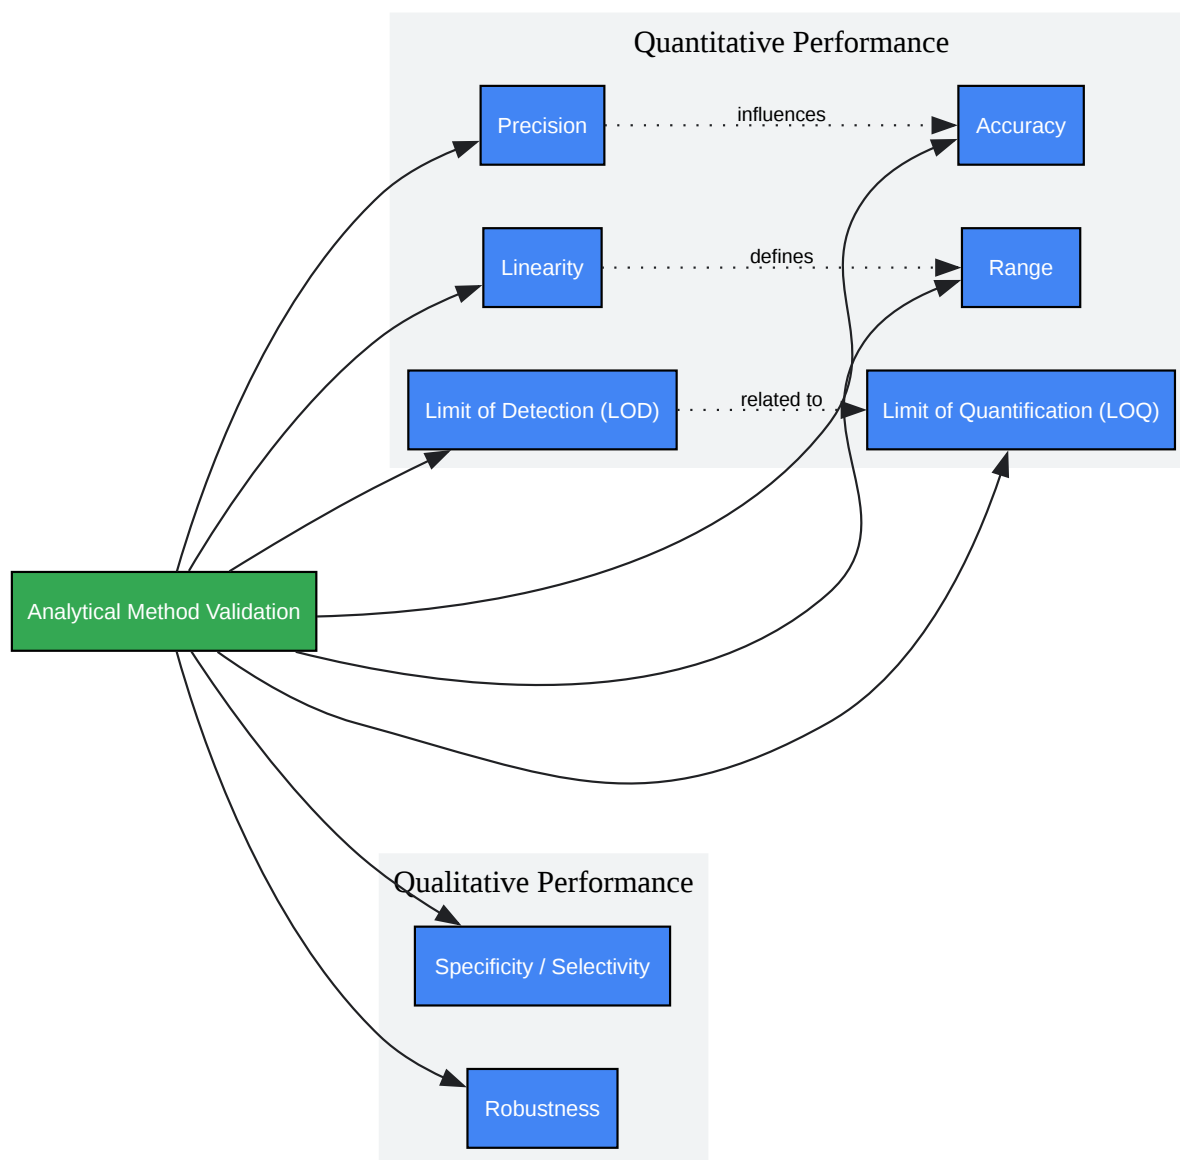 Quantitative Performance
Precision
influences
Accuracy
Linearity
defines
Range
Limit of Detection (LOD)
related to
Limit of Quantification (LOQ)
Analytical Method Validation
Qualitative Performance
Specificity / Selectivity
Robustness